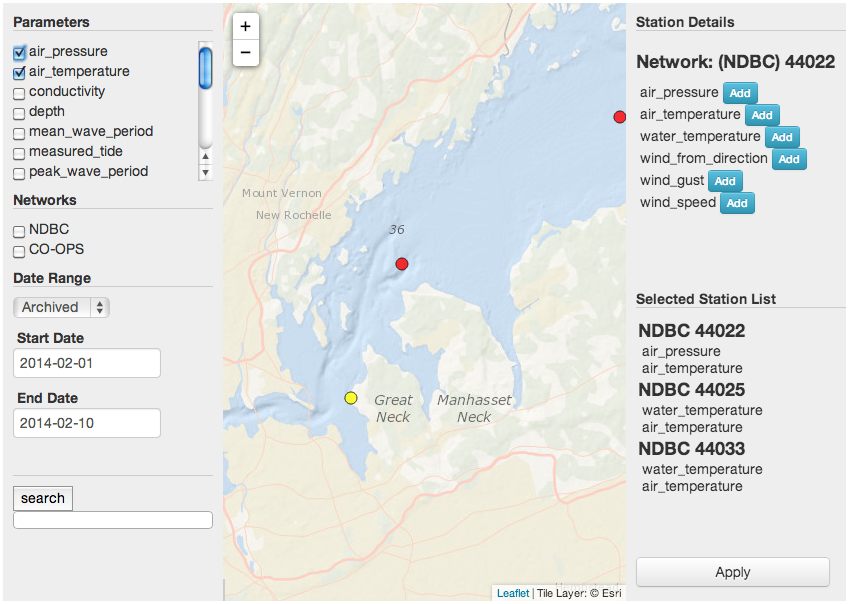 Parameters
air_pressure
air_temperature
conductivity
depth
mean_wave_period
measured_tide
peak_wave_period
Networks
NDBC
CO-OPS
Date Range
Archived
Start Date
2014-02-01
End Date
2014-02-10
search
+
−
Mount Vernon
New Rochelle
36
Great
Neck
Manhasset
Neck
Leaflet | Tile Layer: © Esri
Station Details
Network: (NDBC) 44022
air_pressure Add
air_temperature Add
water_temperature Add
wind_from_direction Add
wind_gust Add
wind_speed Add
Selected Station List
NDBC 44022
air_pressure
air_temperature
NDBC 44025
water_temperature
air_temperature
NDBC 44033
water_temperature
air_temperature
Apply